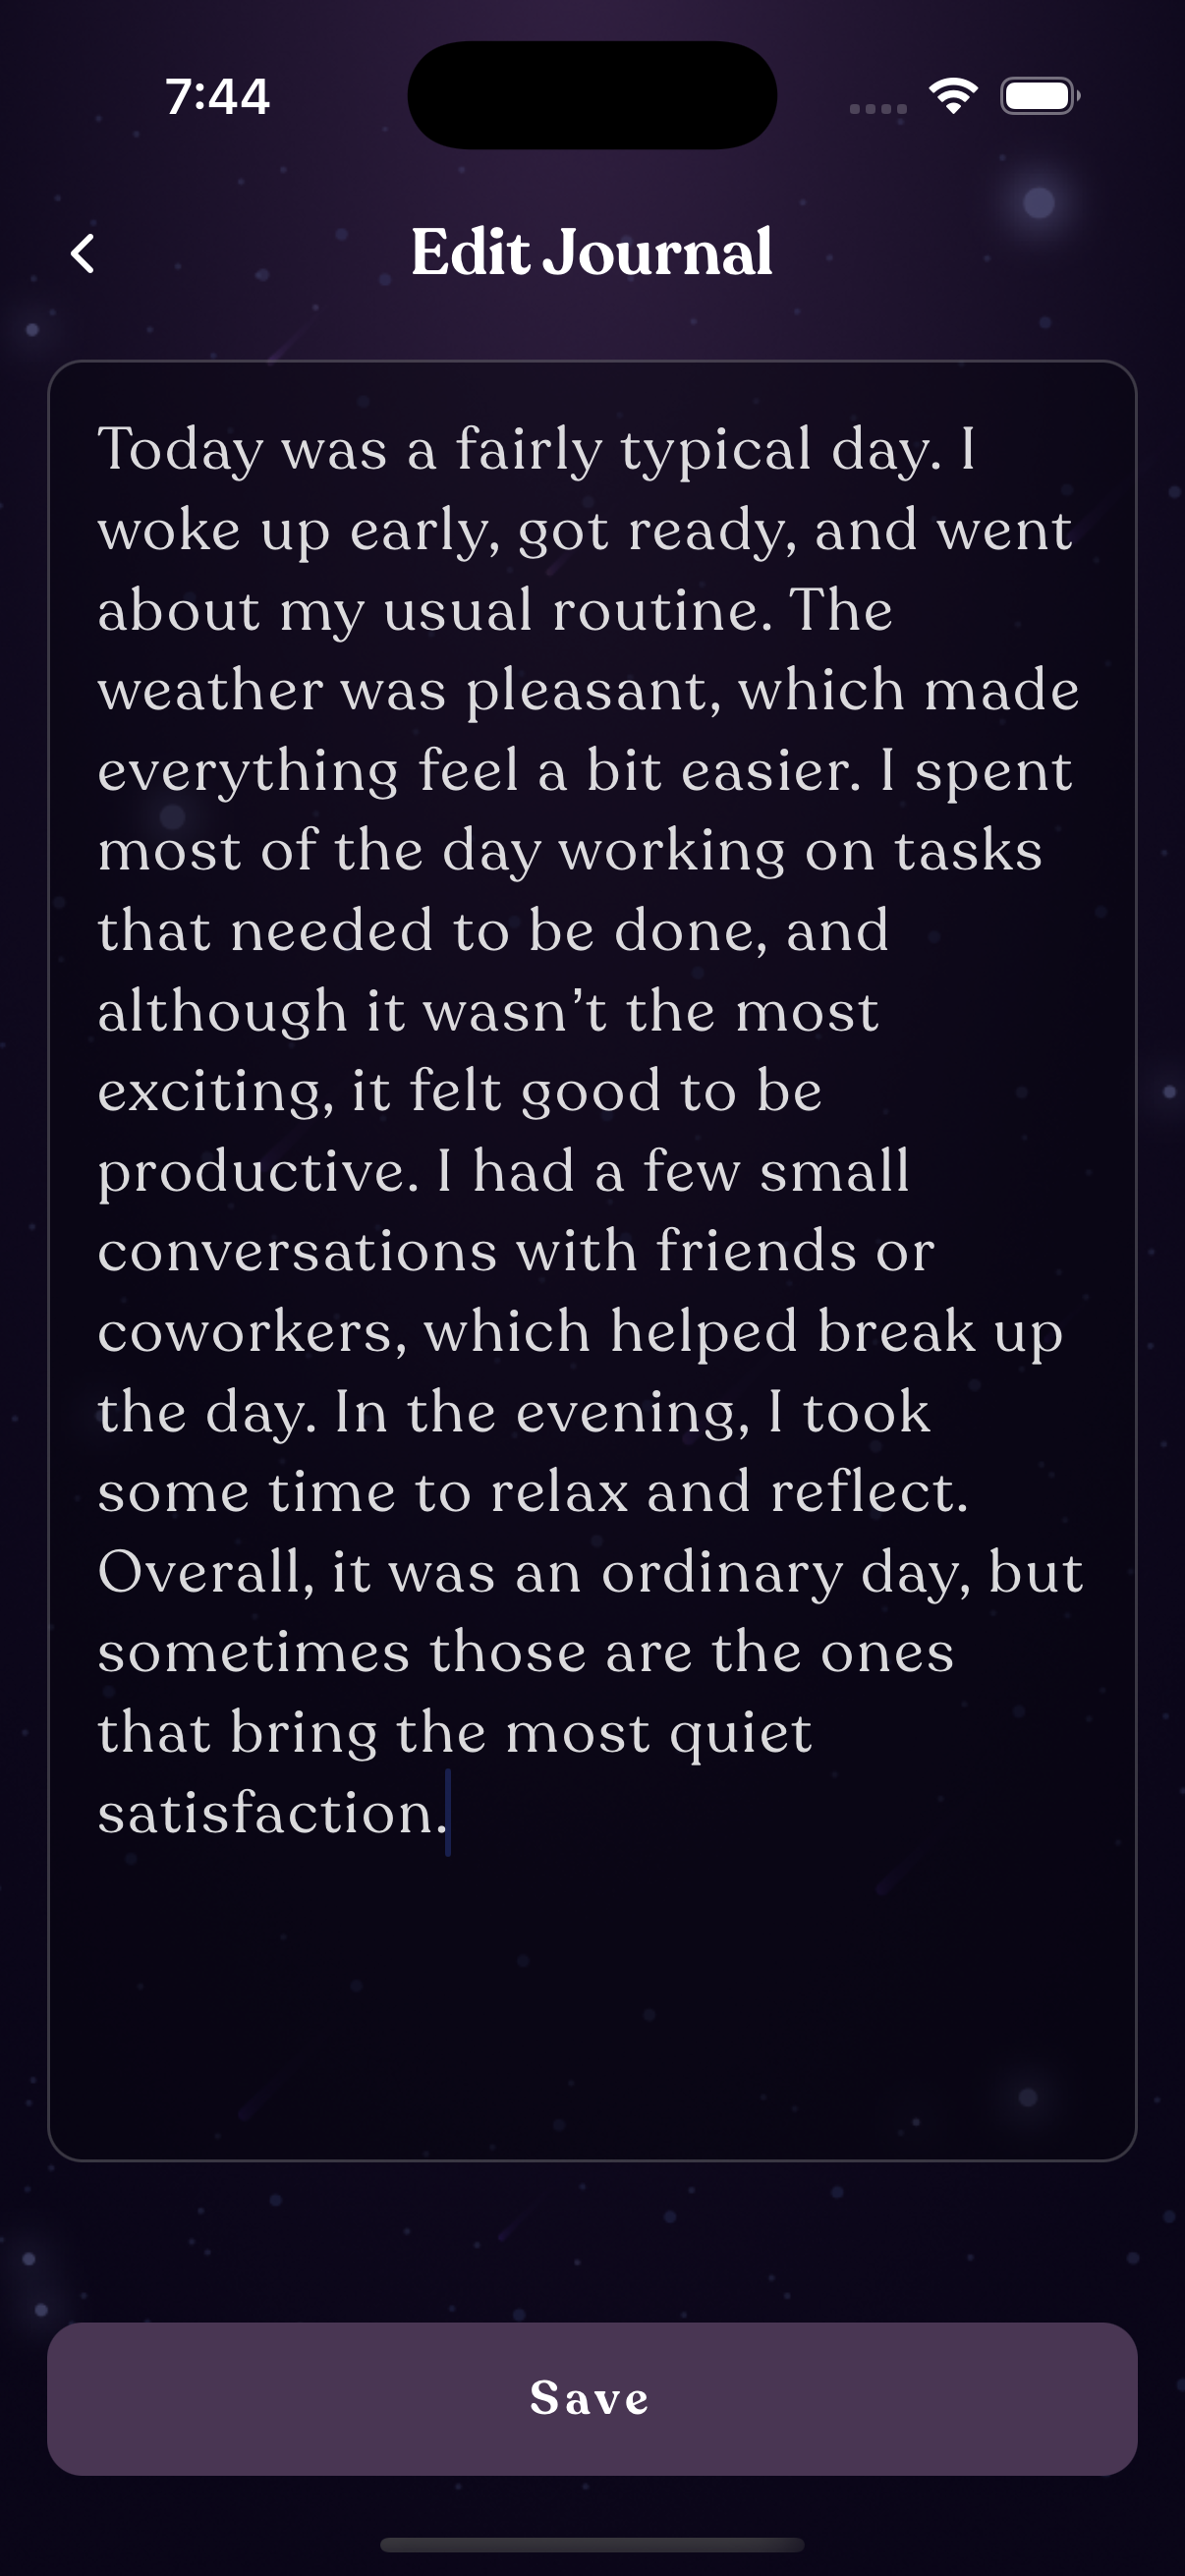 7:44
Edit Journal
Today was a fairly typical day. I
woke up early, got ready, and went
about my usual routine. The
weather was pleasant, which made
everything feel a bit easier. I spent
most of the day working on tasks
that needed to be done, and
although it wasn’t the most
exciting, it felt good to be
productive. I had a few small
conversations with friends or
coworkers, which helped break up
the day. In the evening, I took
some time to relax and reflect.
Overall, it was an ordinary day, but
sometimes those are the ones
that bring the most quiet
satisfaction.
Save